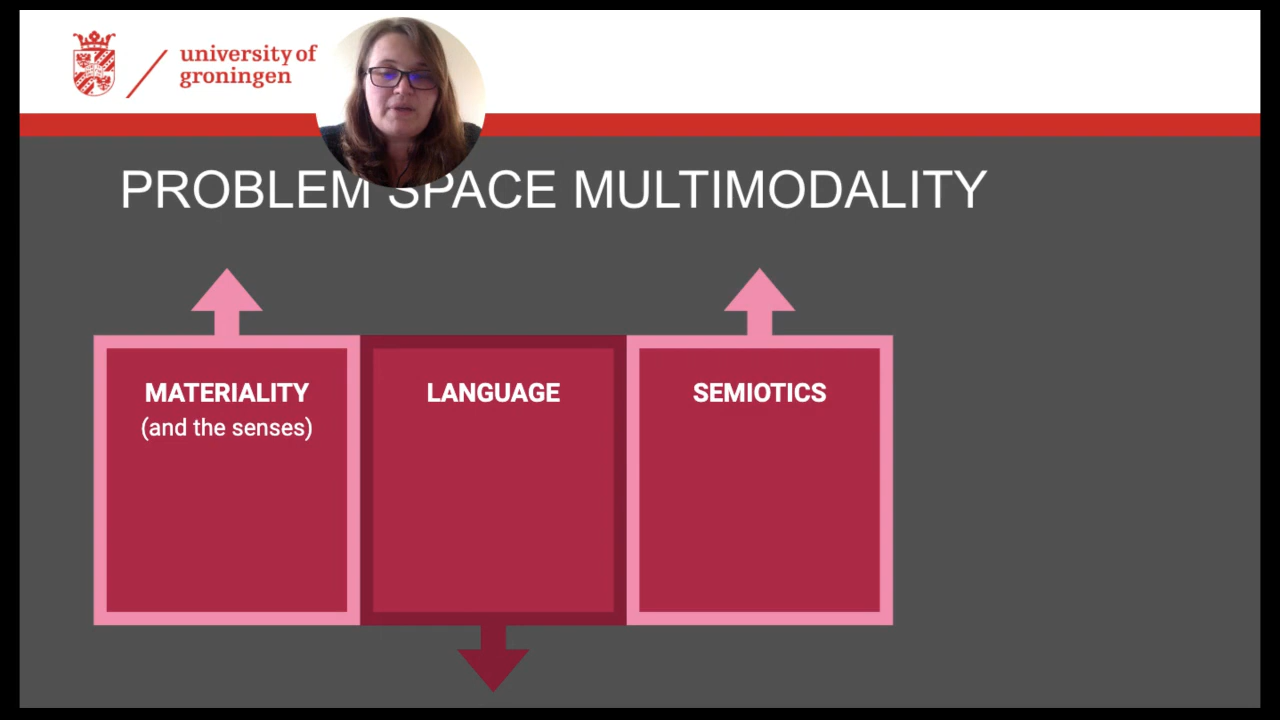 university of
groningen
PROBLEM SPACE MULTIMODALITY
MATERIALITY
(and the senses)
LANGUAGE
SEMIOTICS